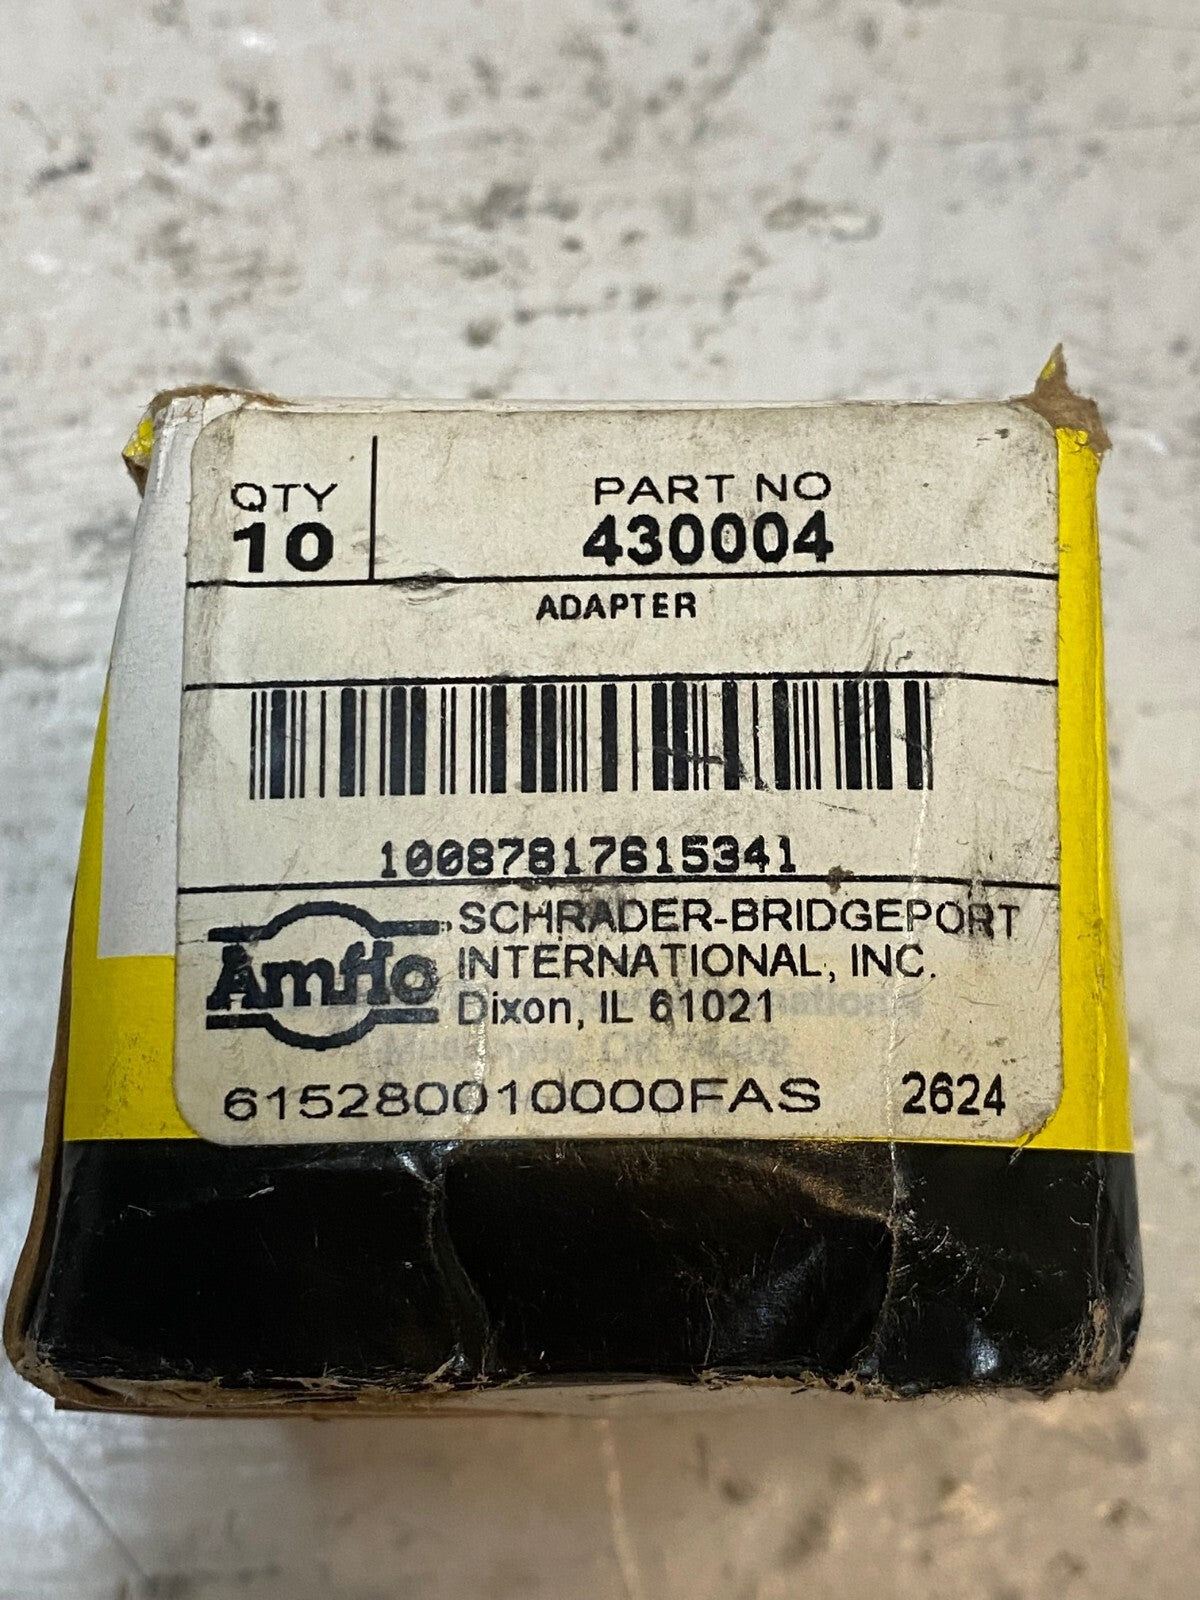 QTY
10
PART NO
430004
ADAPTER
10087817615341
Amflo
SCHRADER-BRIDGEPORT
INTERNATIONAL, INC.
Dixon, IL 61021
615280010000FAS 2624